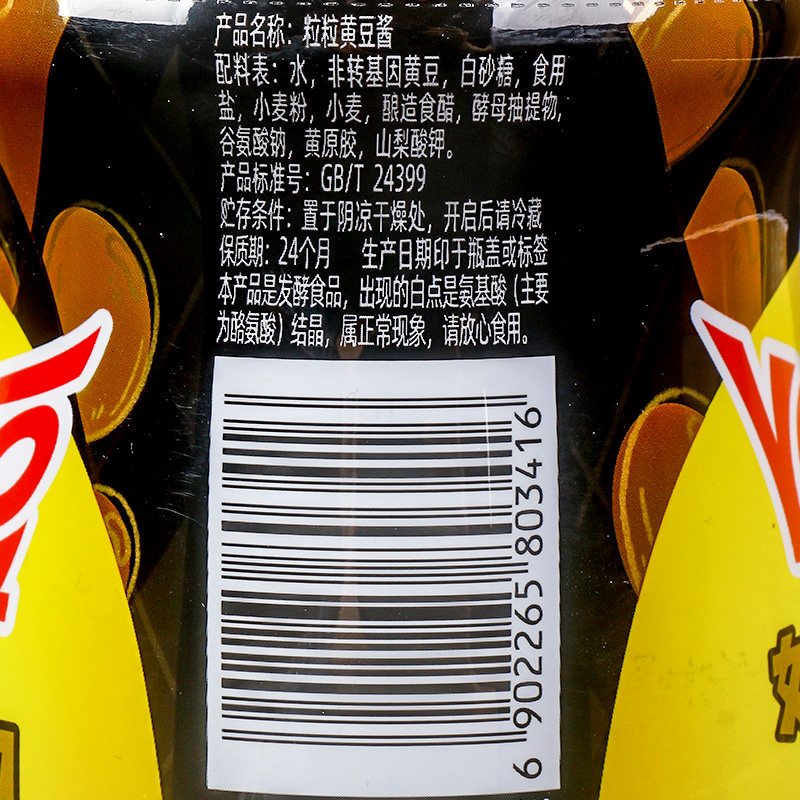 产品名称：粒粒黄豆酱
配料表：水，非转基因黄豆，白砂糖，食用
盐，小麦粉，小麦，酿造食醋，酵母抽提物，
谷氨酸钠，黄原胶，山梨酸钾。
产品标准号：GB/T 24399
贮存条件：置于阴凉干燥处，开启后请冷藏
保质期：24个月 生产日期印于瓶盖或标签
本产品是发酵食品，出现的白点是氨基酸（主要
为酪氨酸）结晶，属正常现象，请放心食用。
6 902265 803416